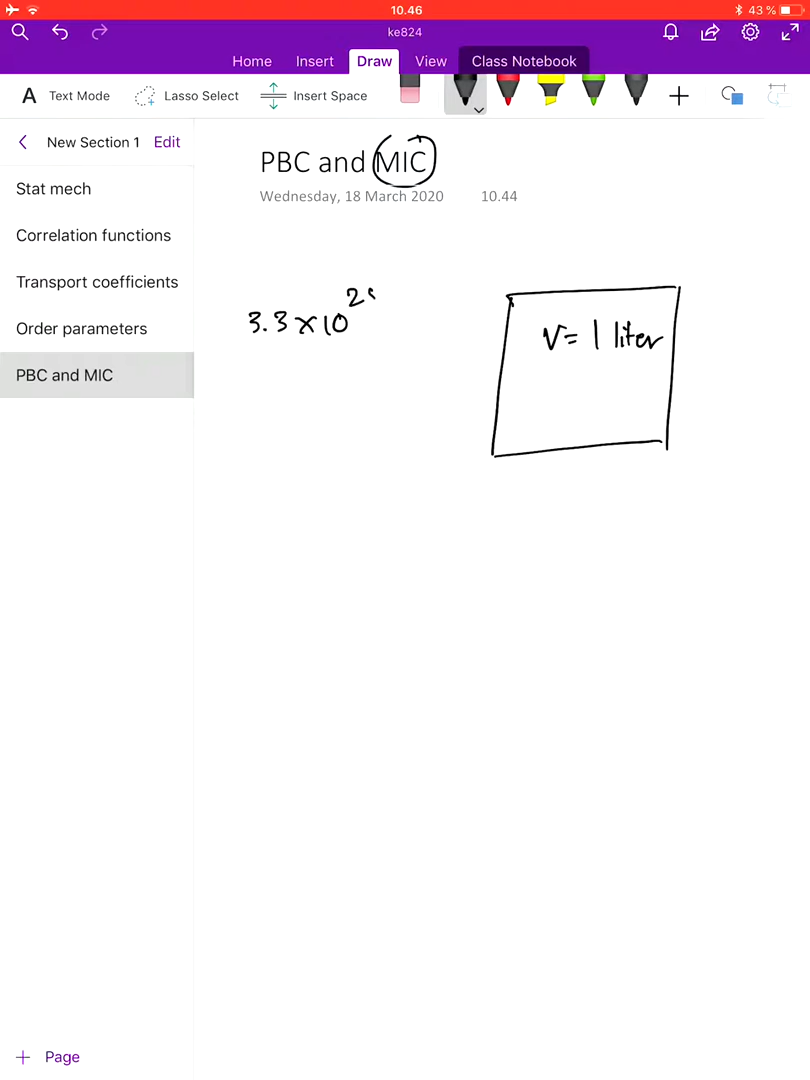 10.46
43 %
ke824
Home Insert Draw View Class Notebook
A Text Mode Lasso Select Insert Space
New Section 1 Edit
Stat mech
Correlation functions
Transport coefficients
Order parameters
PBC and MIC
PBC and MIC
Wednesday, 18 March 2020 10.44
3.3 × 10
V = 1 liter
Page